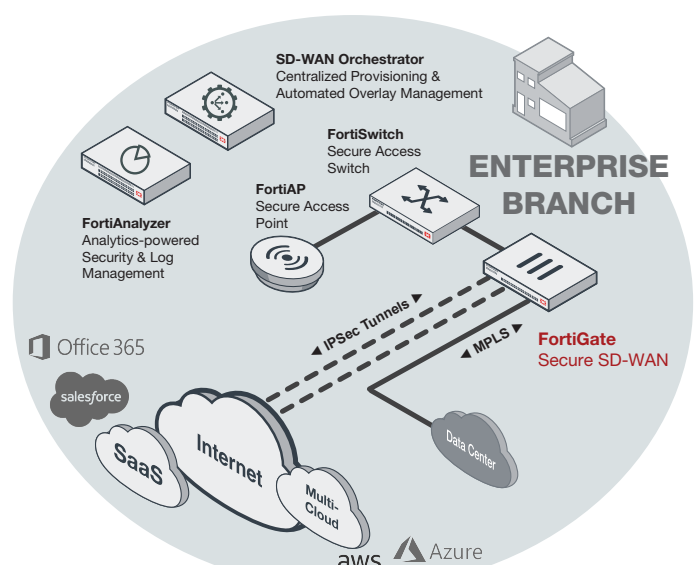 SD-WAN Orchestrator
Centralized Provisioning &
Automated Overlay Management
FortiSwitch
Secure Access
Switch
ENTERPRISE
BRANCH
FortiAP
Secure Access
Point
FortiAnalyzer
Analytics-powered
Security & Log
Management
IPSec Tunnels
MPLS
FortiGate
Secure SD-WAN
Office 365
salesforce
SaaS
Internet
Multi-
Cloud
Data Center
aws
Azure